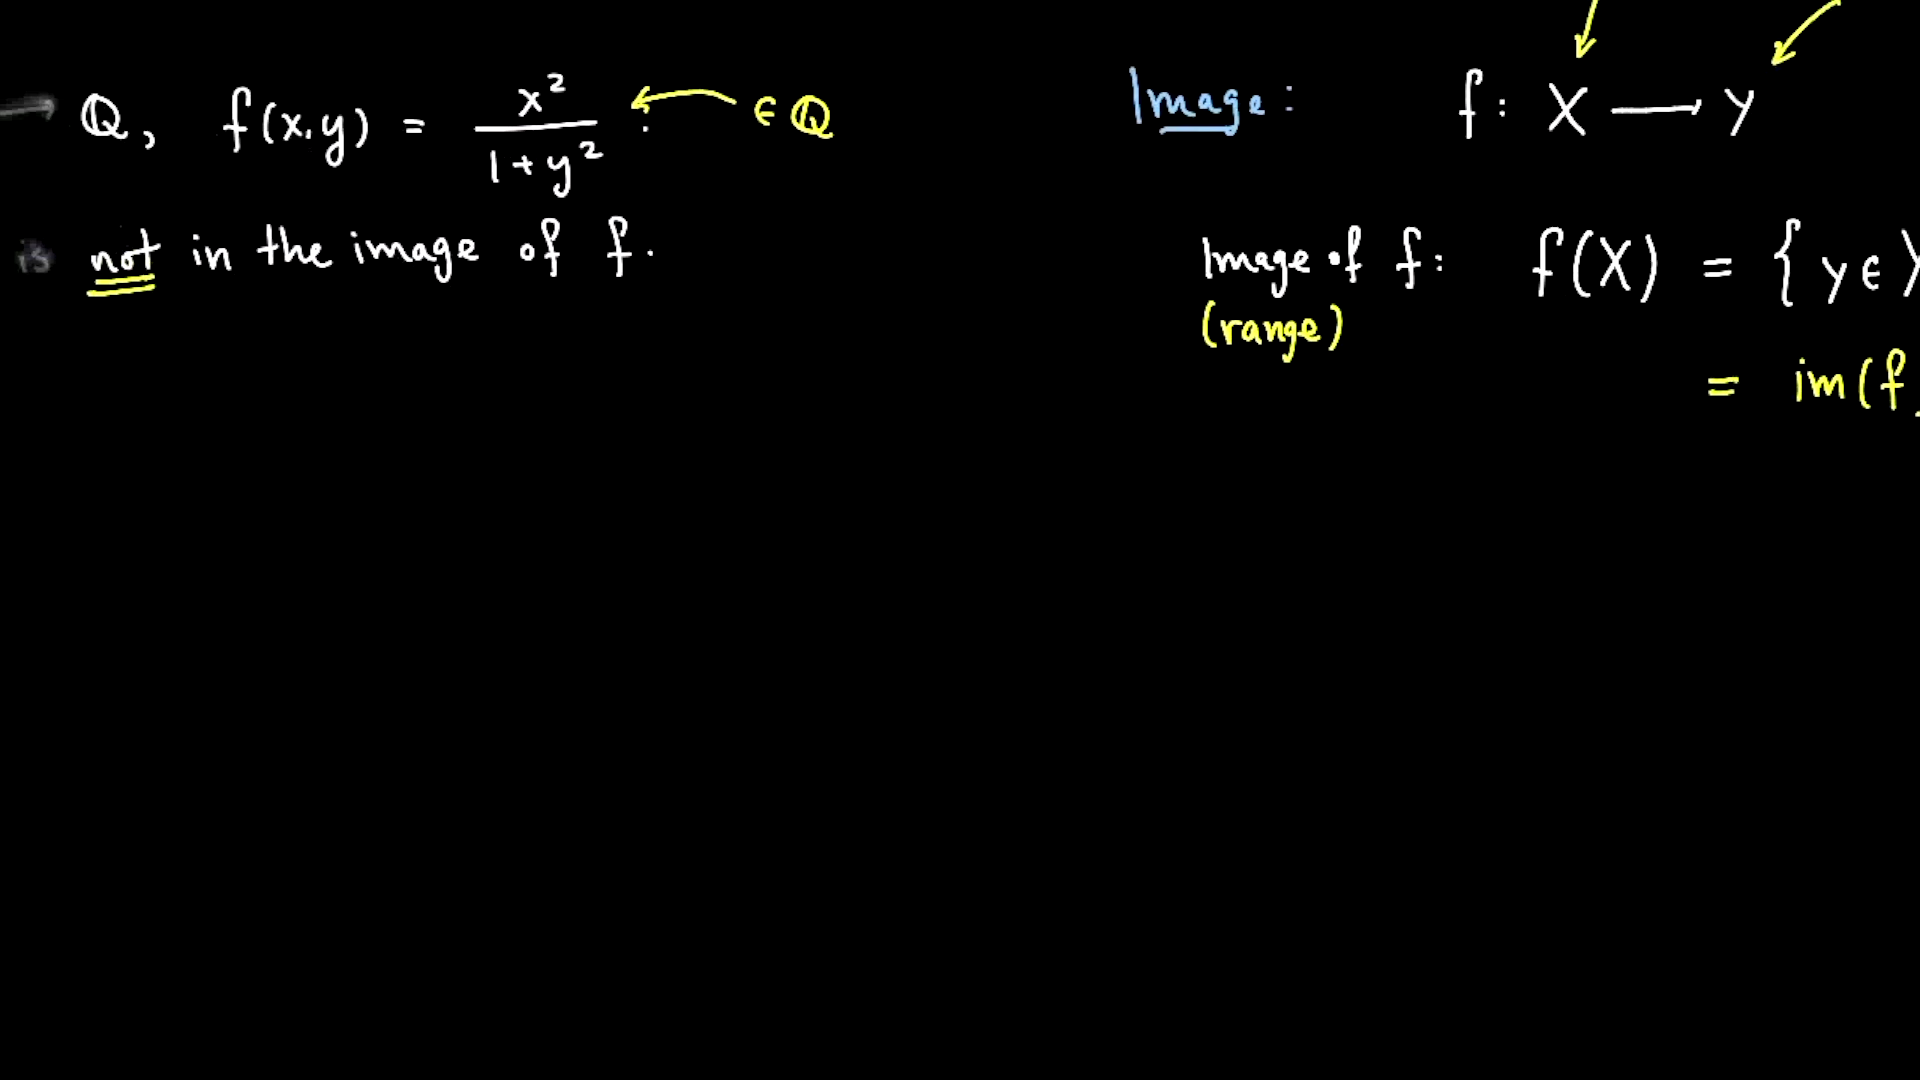 → ℚ, f(x,y) = x²/(1+y²) . ← ∈ ℚ
is not in the image of f.
Image: f: X → Y
Image of f: f(X) = { y ∈ Y
(range)
= im(f